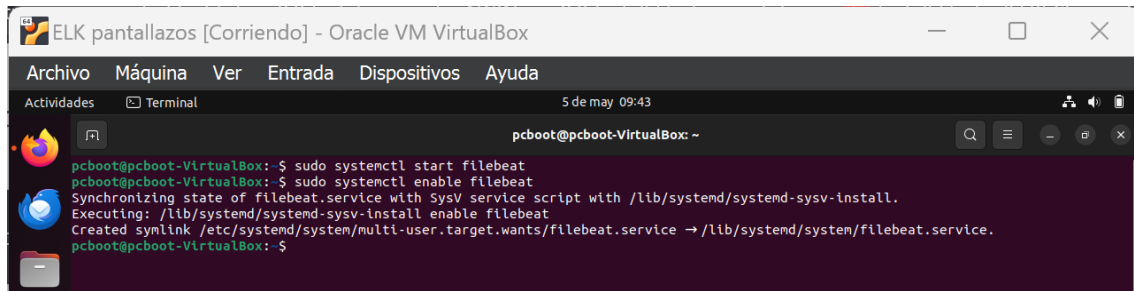 64
ELK pantallazos [Corriendo] - Oracle VM VirtualBox
Archivo Máquina Ver Entrada Dispositivos Ayuda
Actividades Terminal 5 de may 09:43
pcboot@pcboot-VirtualBox: ~
pcboot@pcboot-VirtualBox:~$ sudo systemctl start filebeat
pcboot@pcboot-VirtualBox:~$ sudo systemctl enable filebeat
Synchronizing state of filebeat.service with SysV service script with /lib/systemd/systemd-sysv-install.
Executing: /lib/systemd/systemd-sysv-install enable filebeat
Created symlink /etc/systemd/system/multi-user.target.wants/filebeat.service → /lib/systemd/system/filebeat.service.
pcboot@pcboot-VirtualBox:~$